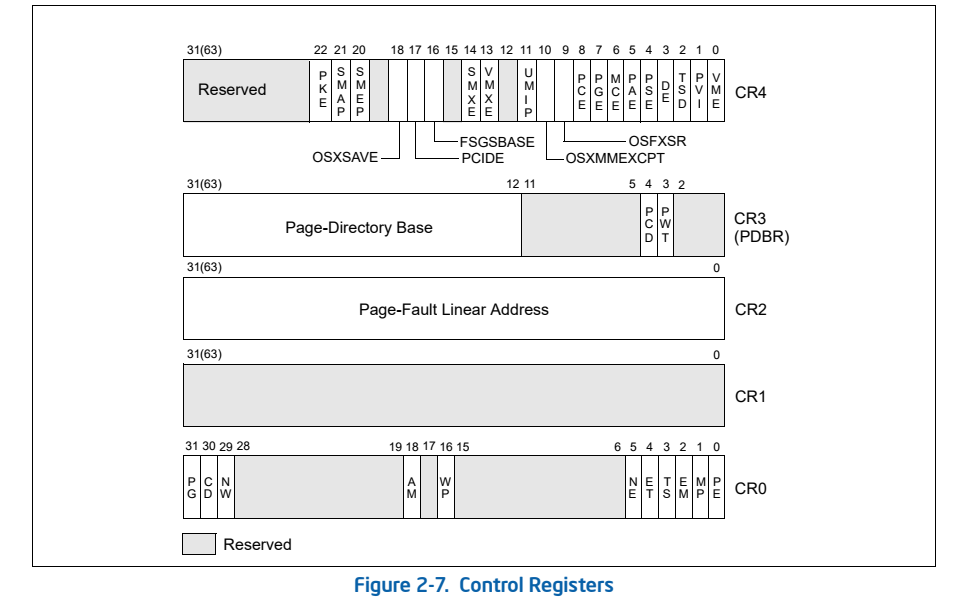 31(63) 22 21 20 18 17 16 15 14 13 12 11 10 9 8 7 6 5 4 3 2 1 0
Reserved PKE SMAP SMEP SMXE VMXE UMIP PCE PGE MCE PAE PSE DE TSD PVI VME CR4
OSXSAVE FSGSBASE PCIDE OSXMMEXCPT OSFXSR
31(63) 12 11 5 4 3 2
Page-Directory Base PCD PWT CR3
(PDBR)
31(63) 0
Page-Fault Linear Address CR2
31(63) 0
CR1
31 30 29 28 19 18 17 16 15 6 5 4 3 2 1 0
PG CD NW AM WP NE ET TS EM MP PE CR0
Reserved
Figure 2-7. Control Registers